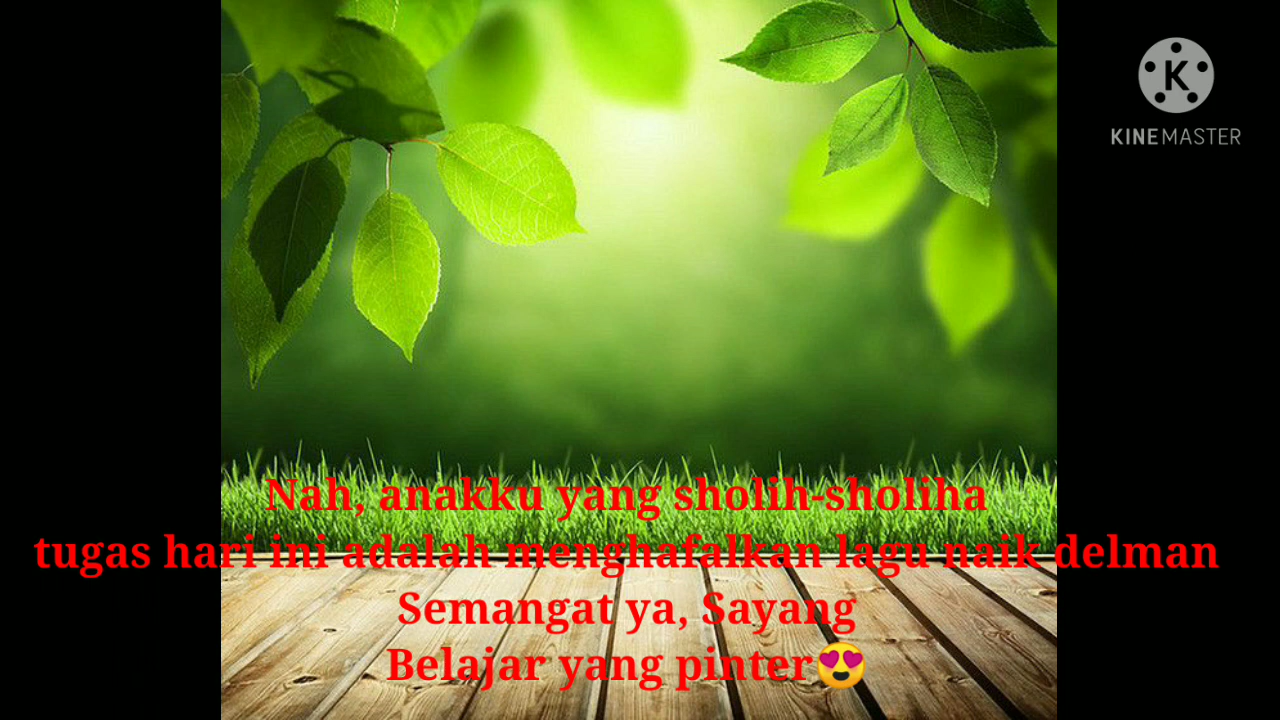 K
KINEMASTER
Nah, anakku yang sholih-sholiha
tugas hari ini adalah menghafalkan lagu naik delman
Semangat ya, Sayang
Belajar yang pinter😍